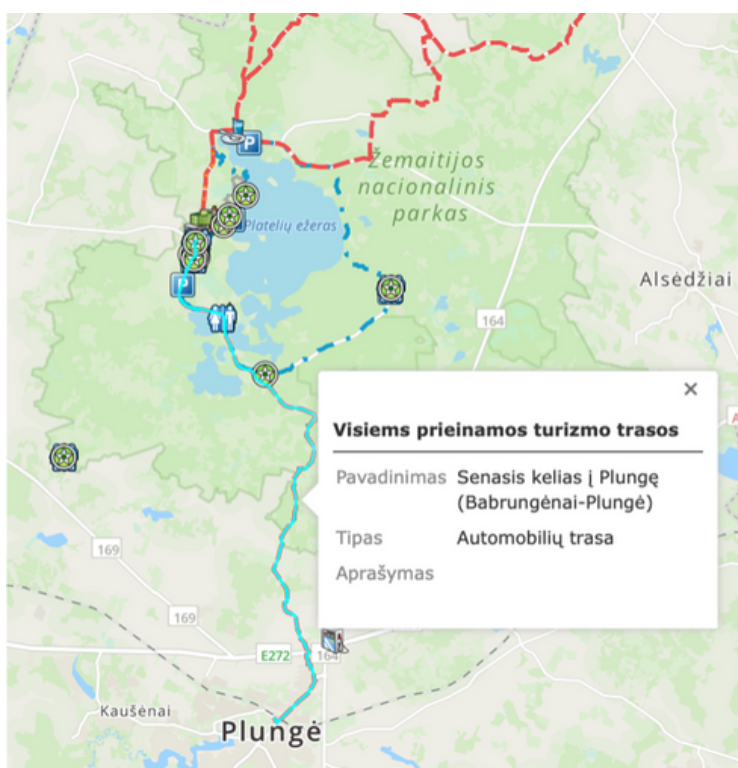 P
Žemaitijos
nacionalinis
parkas
Platelių ežeras
P
Alsėdžiai
164
A
×
Visiems prieinamos turizmo trasos
Pavadinimas Senasis kelias į Plungę
(Babrungėnai-Plungė)
Tipas Automobilių trasa
Aprašymas
169
169
E272
164
Kaušėnai
Plungė